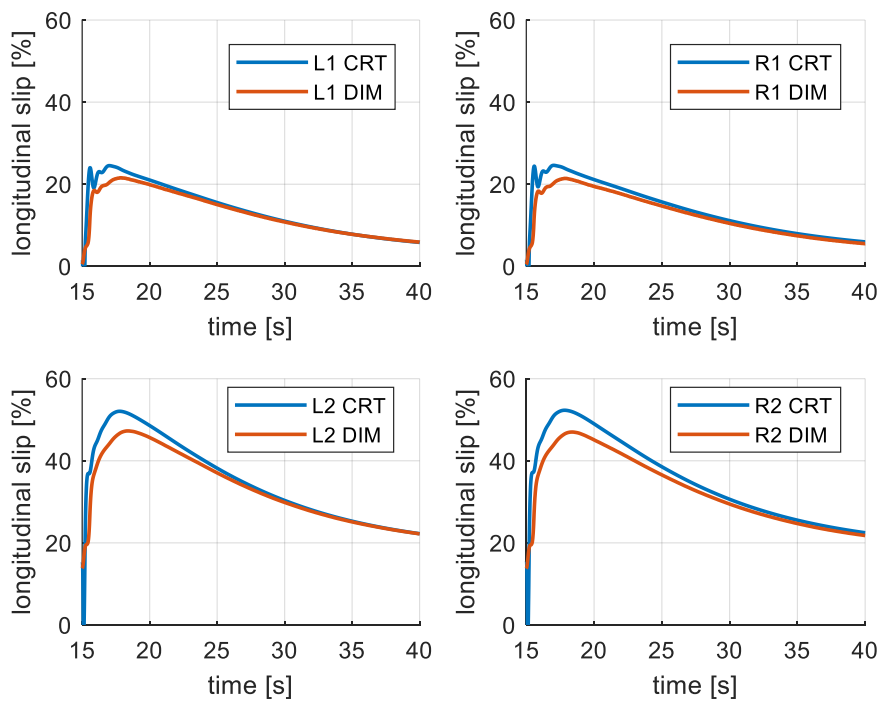 60
40
20
0
longitudinal slip [%]
L1 CRT
L1 DIM
15 20 25 30 35 40
time [s]
60
40
20
0
longitudinal slip [%]
R1 CRT
R1 DIM
15 20 25 30 35 40
time [s]
60
40
20
0
longitudinal slip [%]
L2 CRT
L2 DIM
15 20 25 30 35 40
time [s]
60
40
20
0
longitudinal slip [%]
R2 CRT
R2 DIM
15 20 25 30 35 40
time [s]